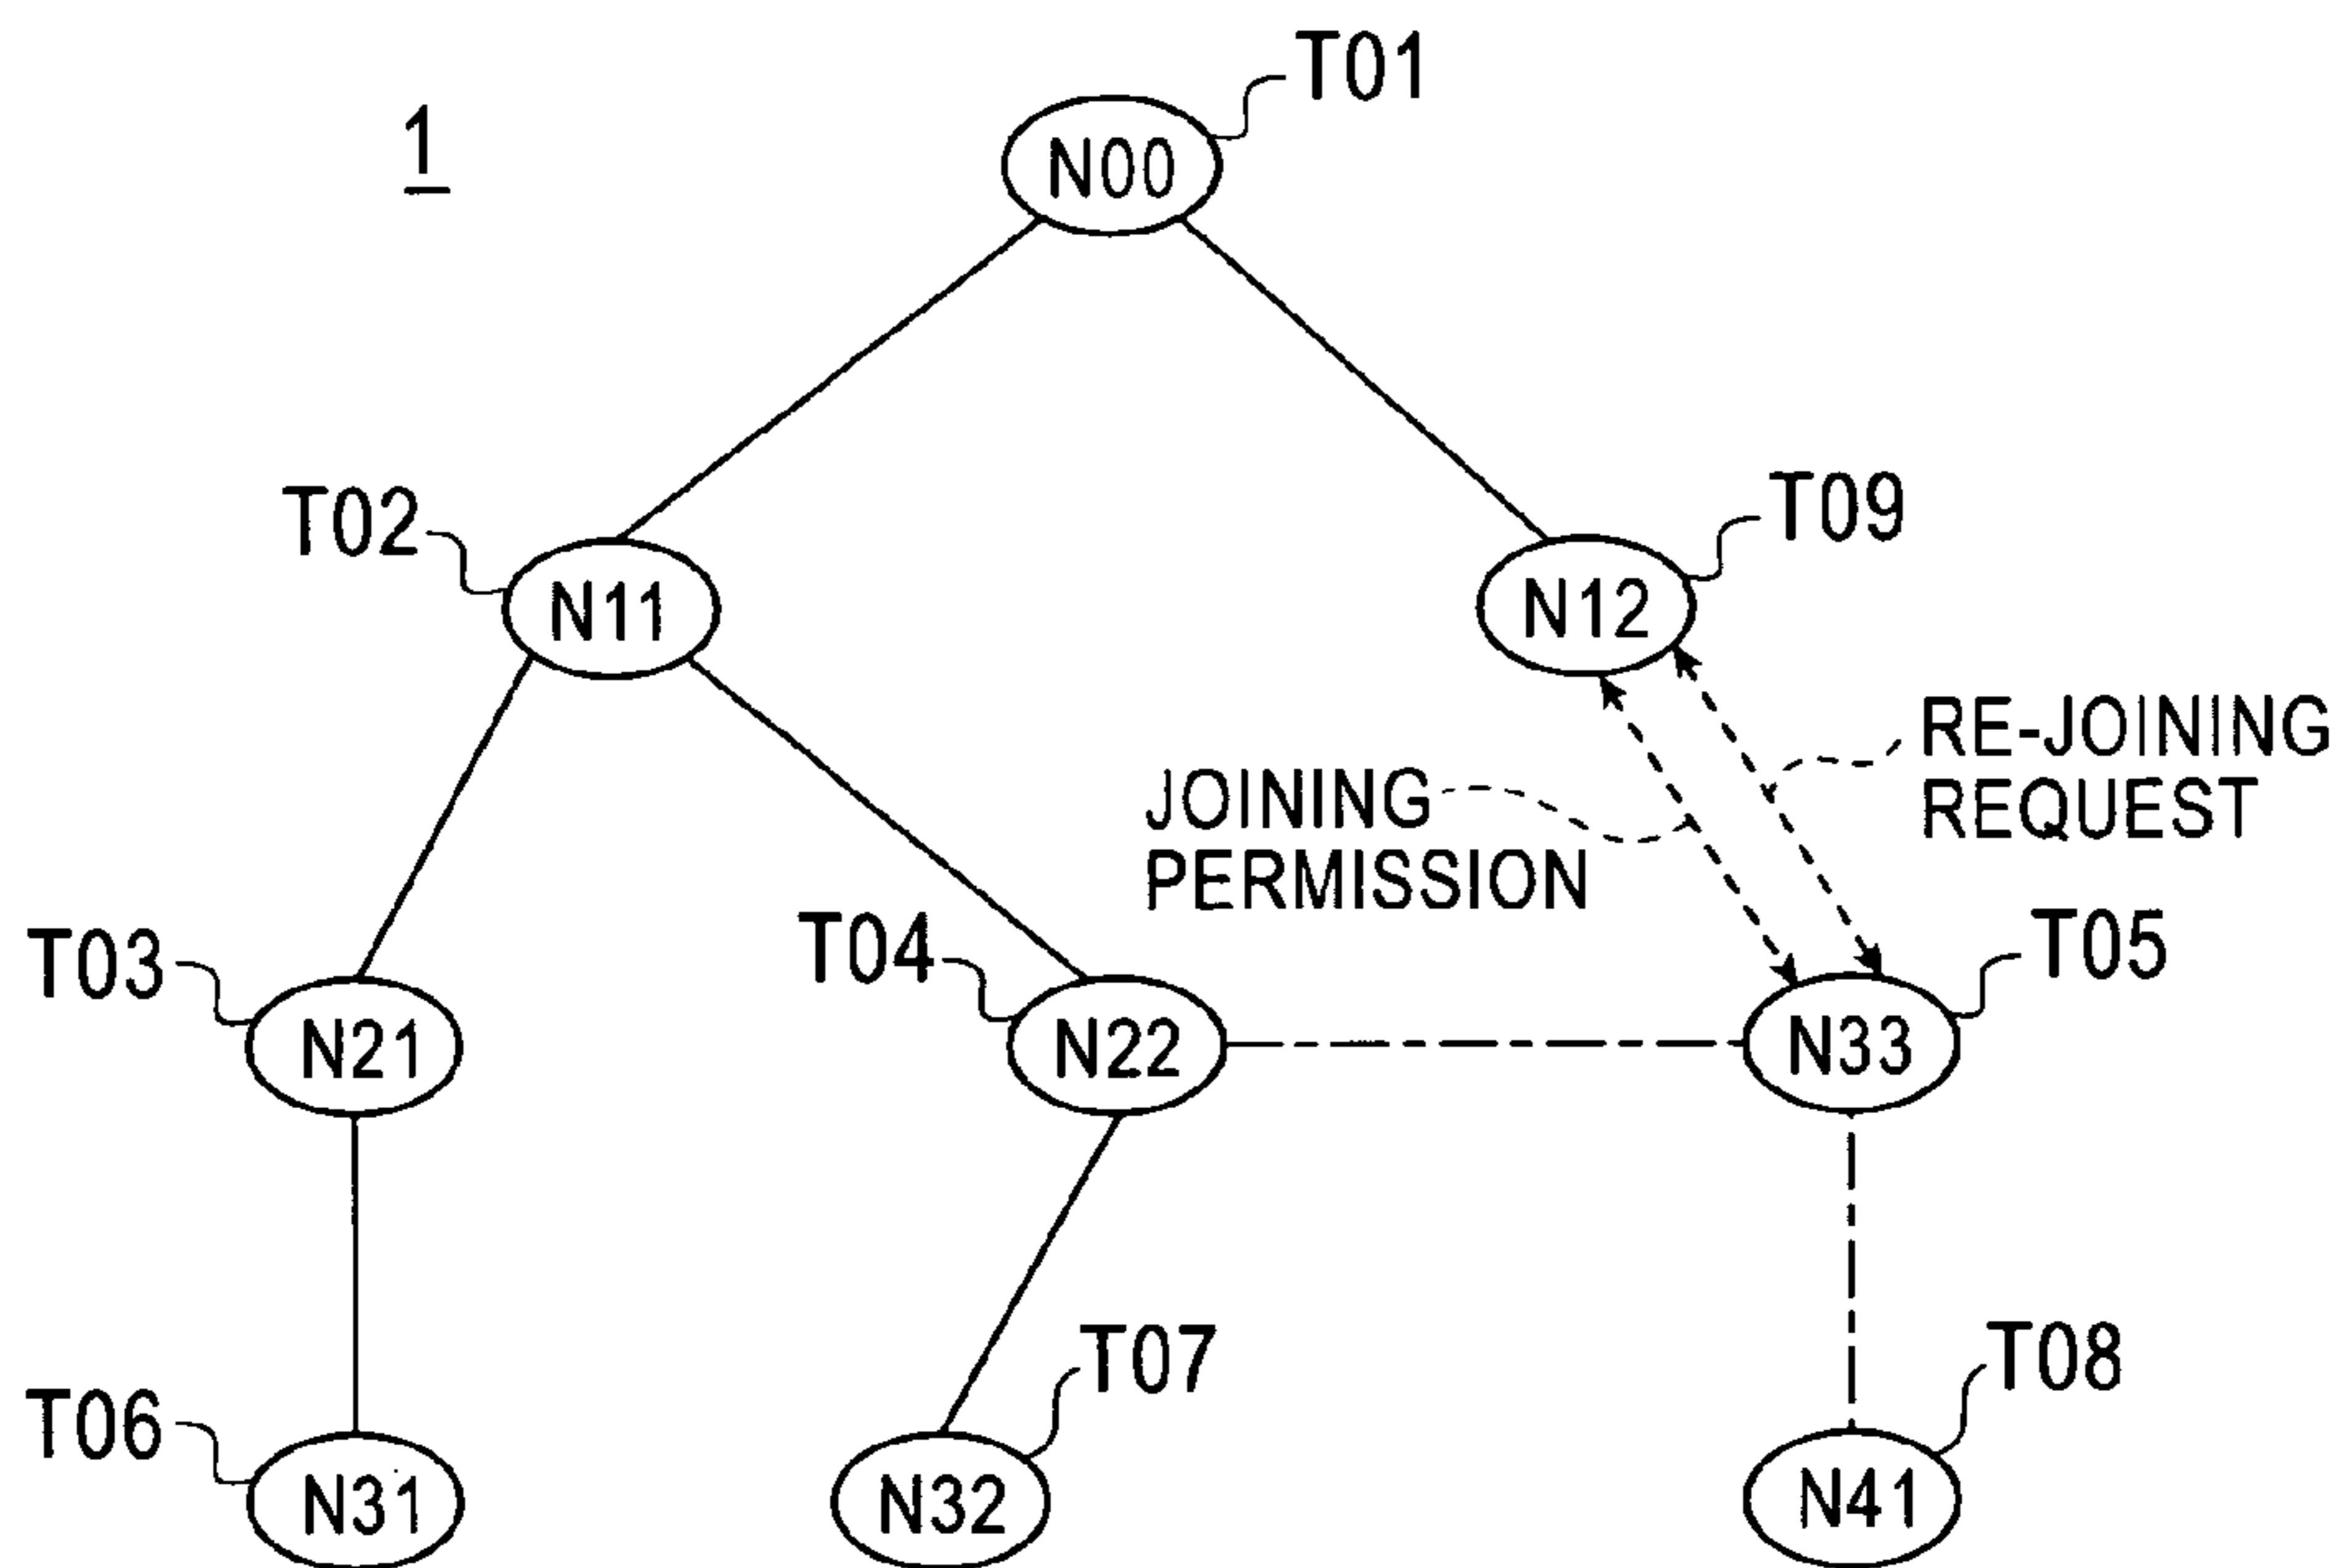 T01
1
N00
T02
T09
N11
N12
RE-JOINING
REQUEST
JOINING
PERMISSION
T03
T04
T05
N21
N22
N33
T06
T07
T08
N31
N32
N41